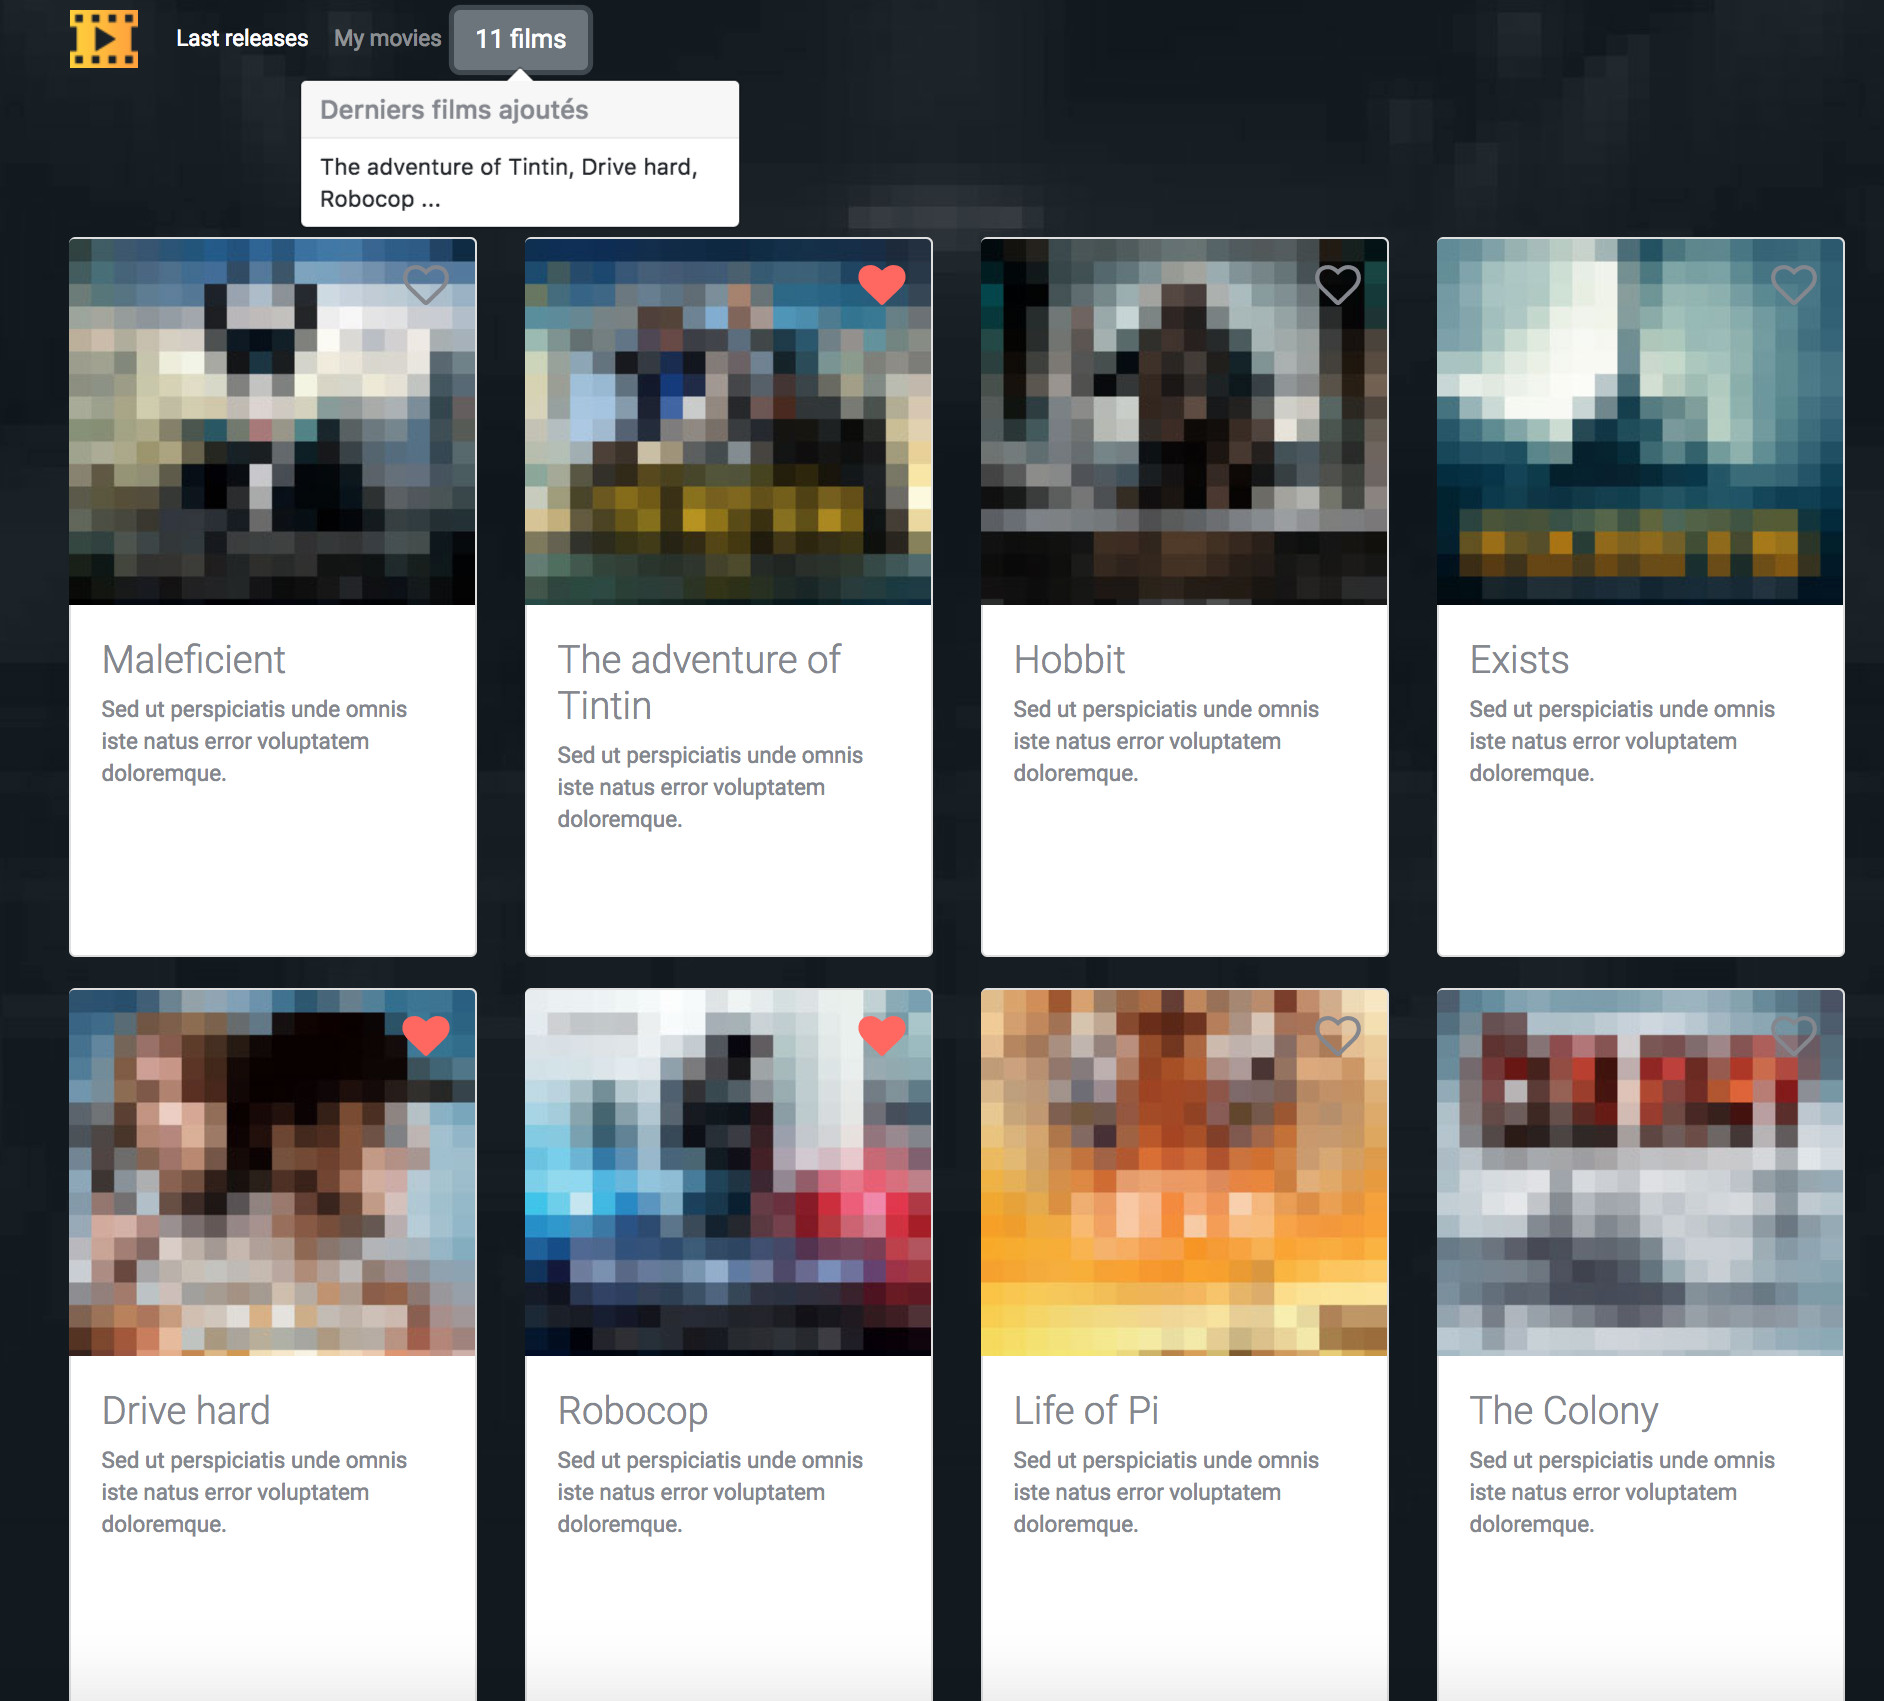 Last releases My movies 11 films
Derniers films ajoutés
The adventure of Tintin, Drive hard,
Robocop ...
Maleficient
Sed ut perspiciatis unde omnis
iste natus error voluptatem
doloremque.
The adventure of
Tintin
Sed ut perspiciatis unde omnis
iste natus error voluptatem
doloremque.
Hobbit
Sed ut perspiciatis unde omnis
iste natus error voluptatem
doloremque.
Exists
Sed ut perspiciatis unde omnis
iste natus error voluptatem
doloremque.
Drive hard
Sed ut perspiciatis unde omnis
iste natus error voluptatem
doloremque.
Robocop
Sed ut perspiciatis unde omnis
iste natus error voluptatem
doloremque.
Life of Pi
Sed ut perspiciatis unde omnis
iste natus error voluptatem
doloremque.
The Colony
Sed ut perspiciatis unde omnis
iste natus error voluptatem
doloremque.